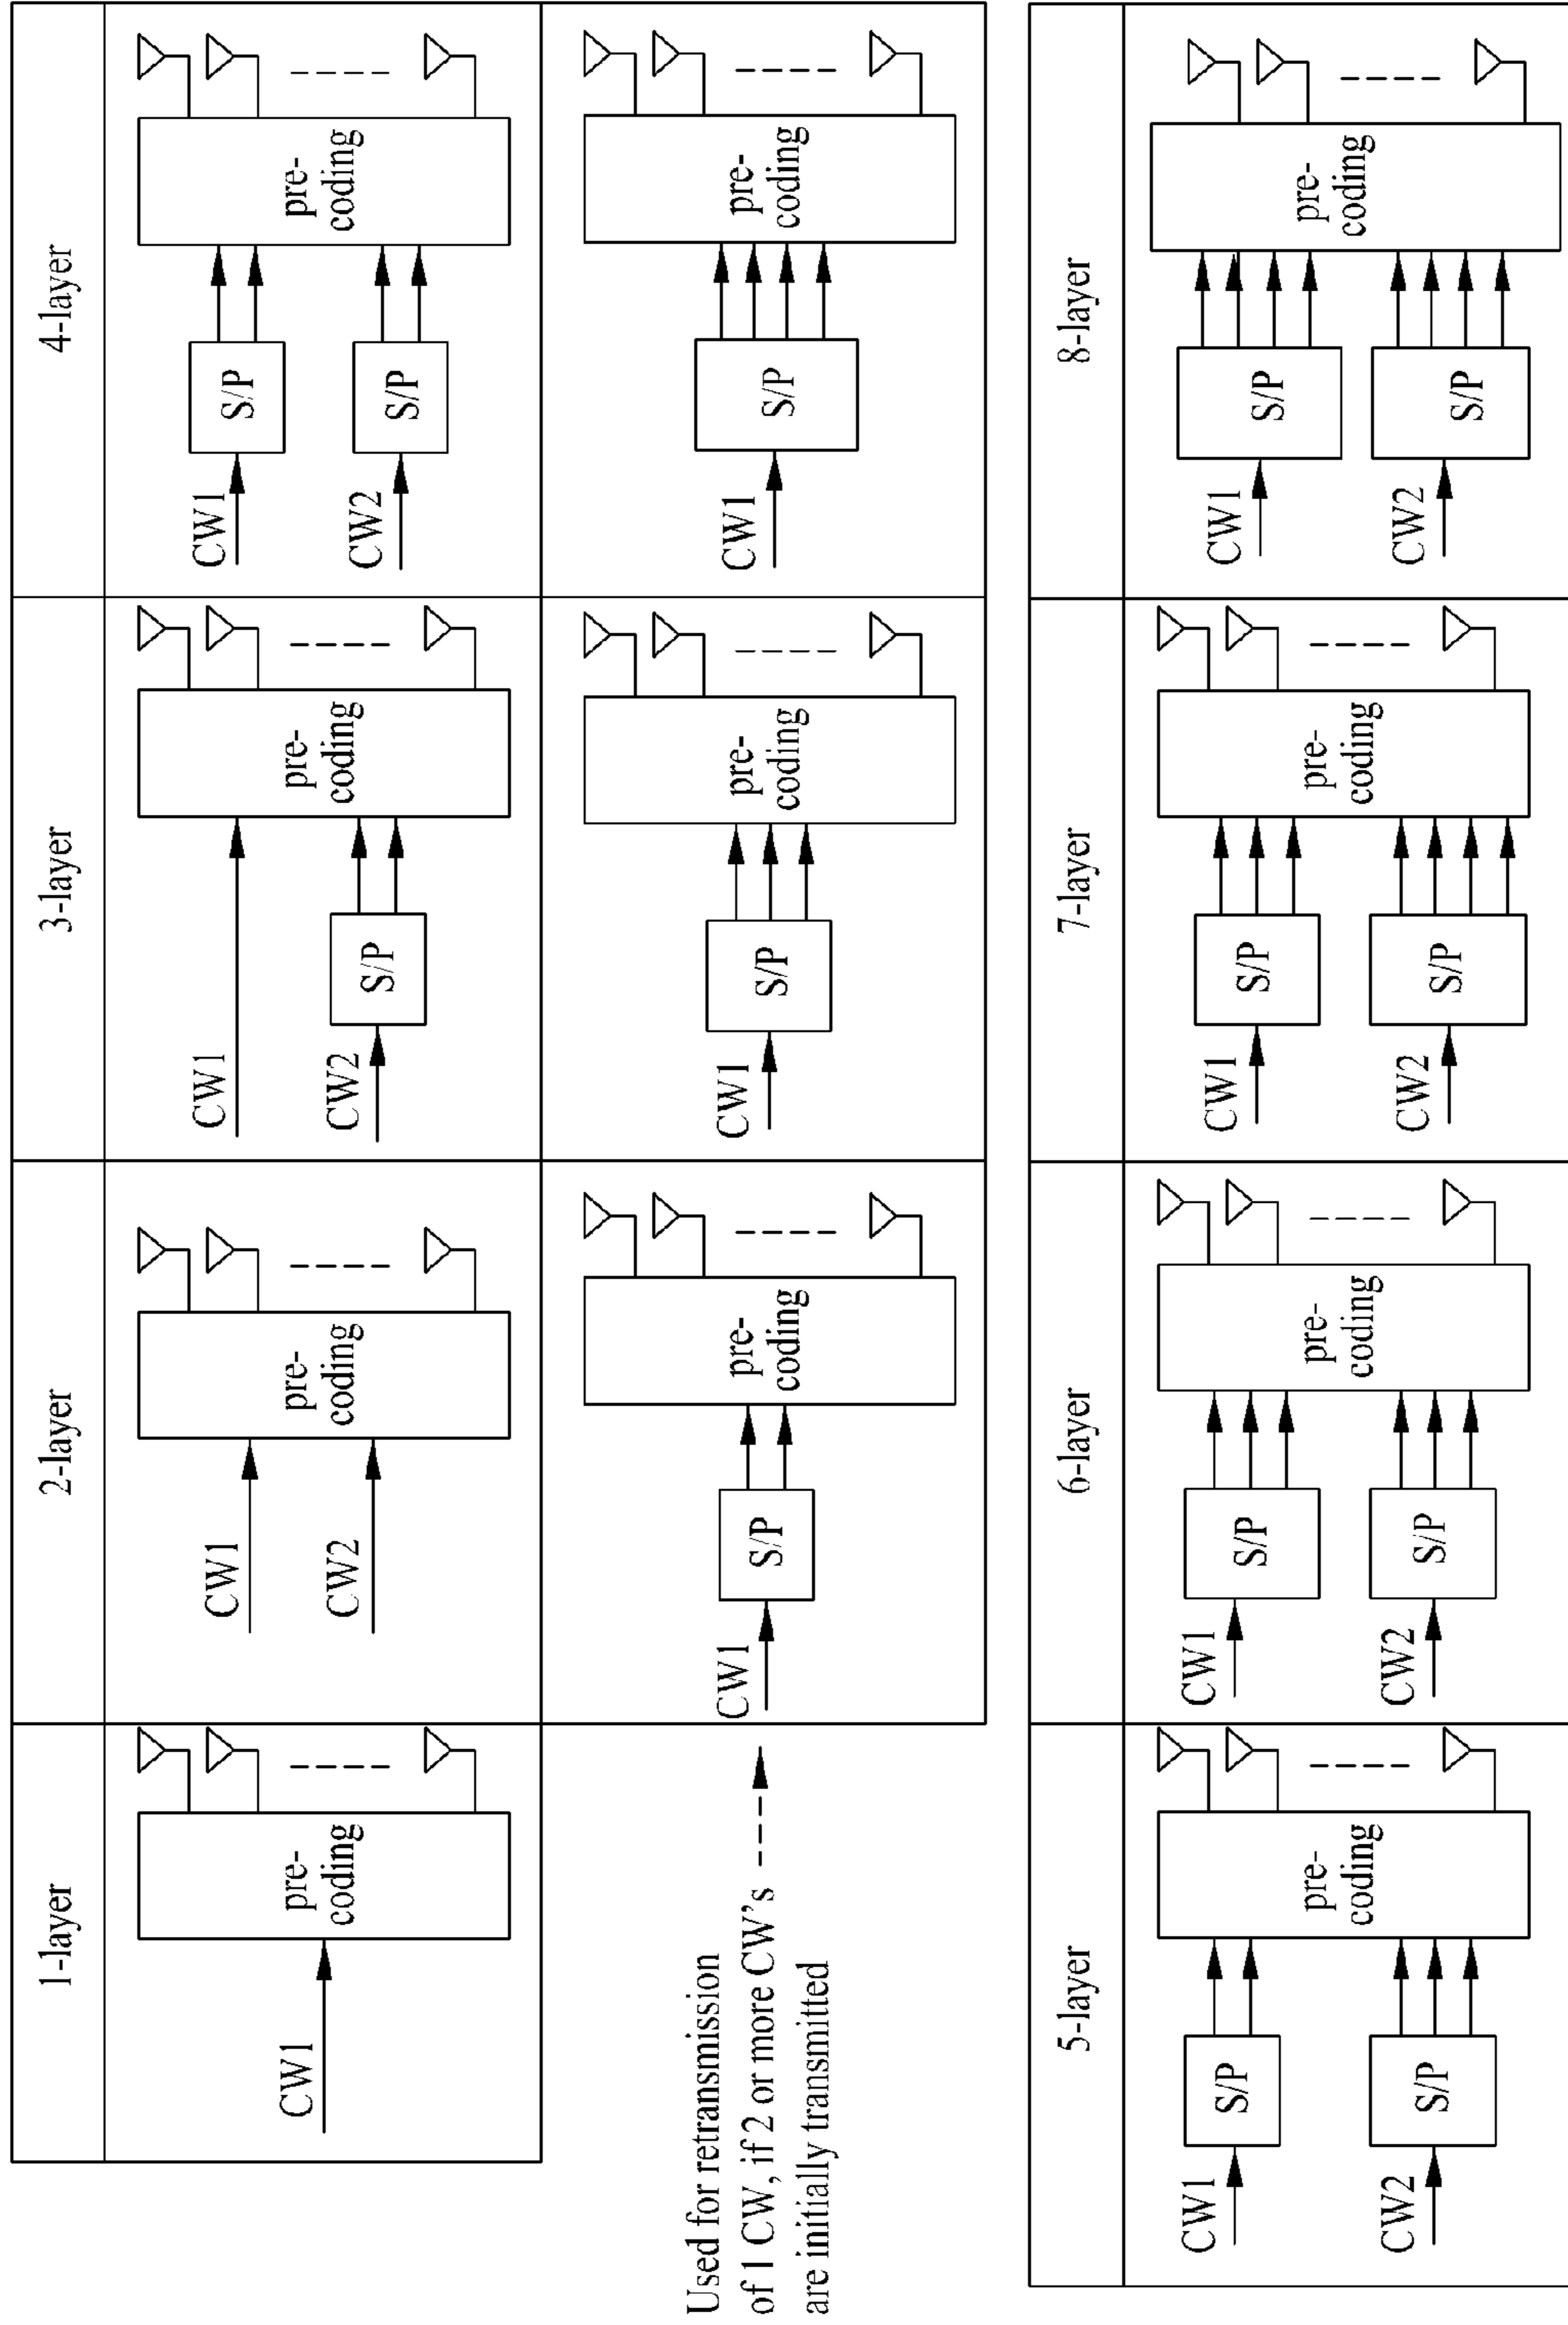 1-layer
2-layer
3-layer
4-layer
CW1
pre-
coding
CW1
CW2
pre-
coding
CW1
CW2
S/P
pre-
coding
CW1
CW2
S/P
S/P
pre-
coding
Used for retransmission
of 1 CW, if 2 or more CW's
are initially transmitted
CW1
S/P
pre-
coding
CW1
S/P
pre-
coding
CW1
S/P
pre-
coding
5-layer
6-layer
7-layer
8-layer
CW1
CW2
S/P
S/P
pre-
coding
CW1
CW2
S/P
S/P
pre-
coding
CW1
CW2
S/P
S/P
pre-
coding
CW1
CW2
S/P
S/P
pre-
coding